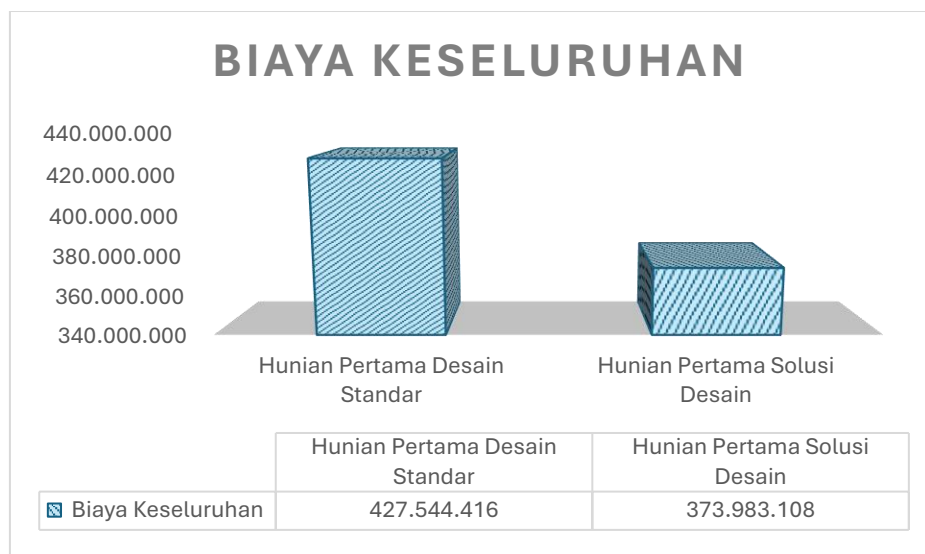 BIAYA KESELURUHAN
440.000.000
420.000.000
400.000.000
380.000.000
360.000.000
340.000.000
Hunian Pertama Desain
Standar
Hunian Pertama Solusi
Desain
Hunian Pertama Desain
Standar
Hunian Pertama Solusi
Desain
Biaya Keseluruhan 427.544.416 373.983.108